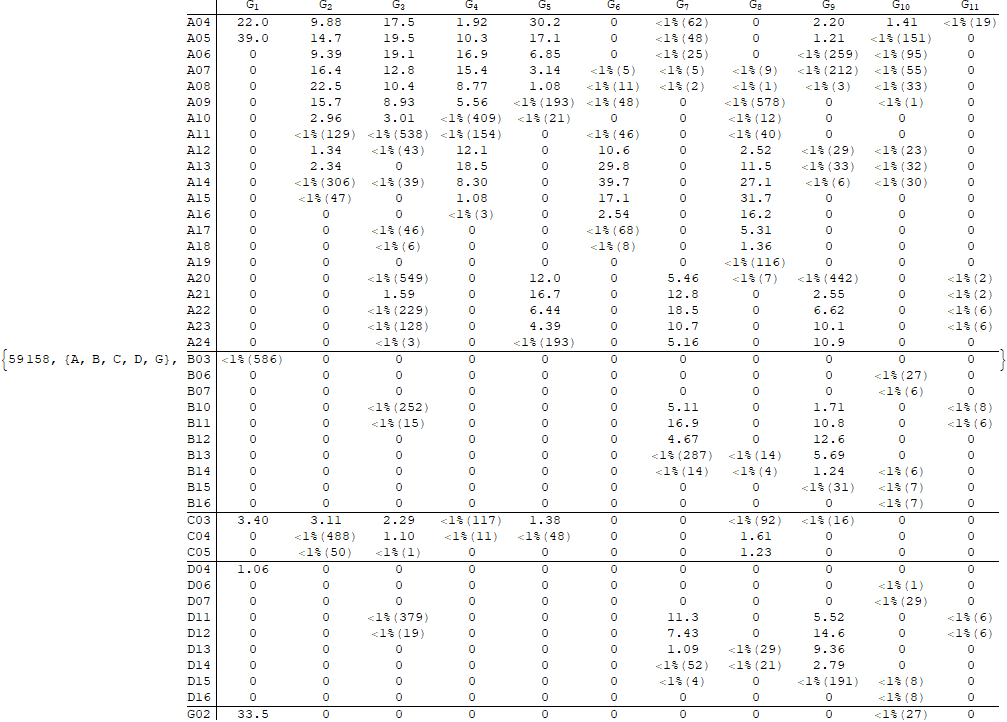 G1 G2 G3 G4 G5 G6 G7 G8 G9 G10 G11
A04 22.0 9.88 17.5 1.92 30.2 0 <1%(62) 0 2.20 1.41 <1%(19)
A05 39.0 14.7 19.5 10.3 17.1 0 <1%(48) 0 1.21 <1%(151) 0
A06 0 9.39 19.1 16.9 6.85 0 <1%(25) 0 <1%(259) <1%(95) 0
A07 0 16.4 12.8 15.4 3.14 <1%(5) <1%(5) <1%(9) <1%(212) <1%(55) 0
A08 0 22.5 10.4 8.77 1.08 <1%(11) <1%(2) <1%(1) <1%(3) <1%(33) 0
A09 0 15.7 8.93 5.56 <1%(193) <1%(48) 0 <1%(578) 0 <1%(1) 0
A10 0 2.96 3.01 <1%(409) <1%(21) 0 0 <1%(12) 0 0 0
A11 0 <1%(129) <1%(538) <1%(154) 0 <1%(46) 0 <1%(40) 0 0 0
A12 0 1.34 <1%(43) 12.1 0 10.6 0 2.52 <1%(29) <1%(23) 0
A13 0 2.34 0 18.5 0 29.8 0 11.5 <1%(33) <1%(32) 0
A14 0 <1%(306) <1%(39) 8.30 0 39.7 0 27.1 <1%(6) <1%(30) 0
A15 0 <1%(47) 0 1.08 0 17.1 0 31.7 0 0 0
A16 0 0 0 <1%(3) 0 2.54 0 16.2 0 0 0
A17 0 0 <1%(46) 0 0 <1%(68) 0 5.31 0 0 0
A18 0 0 <1%(6) 0 0 <1%(8) 0 1.36 0 0 0
A19 0 0 0 0 0 0 0 <1%(116) 0 0 0
A20 0 0 <1%(549) 0 12.0 0 5.46 <1%(7) <1%(442) 0 <1%(2)
A21 0 0 1.59 0 16.7 0 12.8 0 2.55 0 <1%(2)
A22 0 0 <1%(229) 0 6.44 0 18.5 0 6.62 0 <1%(6)
A23 0 0 <1%(128) 0 4.39 0 10.7 0 10.1 0 <1%(6)
A24 0 0 <1%(3) 0 <1%(193) 0 5.16 0 10.9 0 0
{59158, {A, B, C, D, G}, B03 <1%(586) 0 0 0 0 0 0 0 0 0 0 }
B06 0 0 0 0 0 0 0 0 0 <1%(27) 0
B07 0 0 0 0 0 0 0 0 0 <1%(6) 0
B10 0 0 <1%(252) 0 0 0 5.11 0 1.71 0 <1%(8)
B11 0 0 <1%(15) 0 0 0 16.9 0 10.8 0 <1%(6)
B12 0 0 0 0 0 0 4.67 0 12.6 0 0
B13 0 0 0 0 0 0 <1%(287) <1%(14) 5.69 0 0
B14 0 0 0 0 0 0 <1%(14) <1%(4) 1.24 <1%(6) 0
B15 0 0 0 0 0 0 0 0 <1%(31) <1%(7) 0
B16 0 0 0 0 0 0 0 0 0 <1%(7) 0
C03 3.40 3.11 2.29 <1%(117) 1.38 0 0 <1%(92) <1%(16) 0 0
C04 0 <1%(488) 1.10 <1%(11) <1%(48) 0 0 1.61 0 0 0
C05 0 <1%(50) <1%(1) 0 0 0 0 1.23 0 0 0
D04 1.06 0 0 0 0 0 0 0 0 0 0
D06 0 0 0 0 0 0 0 0 0 <1%(1) 0
D07 0 0 0 0 0 0 0 0 0 <1%(29) 0
D11 0 0 <1%(379) 0 0 0 11.3 0 5.52 0 <1%(6)
D12 0 0 <1%(19) 0 0 0 7.43 0 14.6 0 <1%(6)
D13 0 0 0 0 0 0 1.09 <1%(29) 9.36 0 0
D14 0 0 0 0 0 0 <1%(52) <1%(21) 2.79 0 0
D15 0 0 0 0 0 0 <1%(4) 0 <1%(191) <1%(8) 0
D16 0 0 0 0 0 0 0 0 0 <1%(8) 0
G02 33.5 0 0 0 0 0 0 0 0 <1%(27) 0